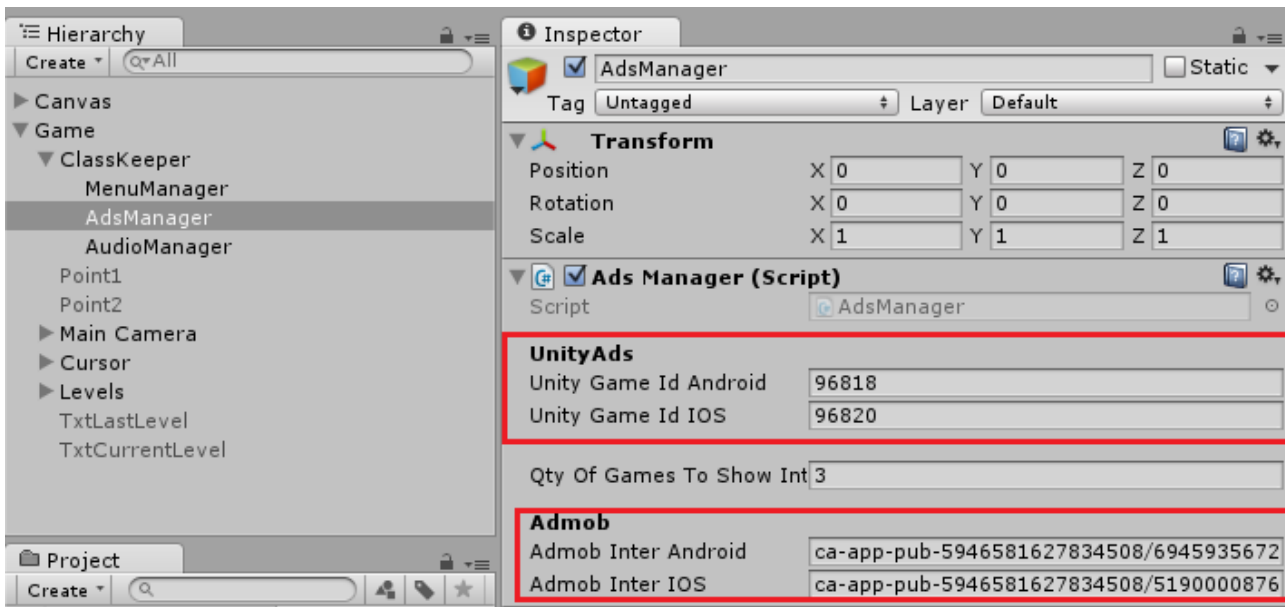 Hierarchy
Create
All
Canvas
Game
ClassKeeper
MenuManager
AdsManager
AudioManager
Point1
Point2
Main Camera
Cursor
Levels
TxtLastLevel
TxtCurrentLevel
Project
Create
Inspector
AdsManager
Static
Tag Untagged Layer Default
Transform
Position X 0 Y 0 Z 0
Rotation X 0 Y 0 Z 0
Scale X 1 Y 1 Z 1
Ads Manager (Script)
Script AdsManager
UnityAds
Unity Game Id Android 96818
Unity Game Id IOS 96820
Qty Of Games To Show Int 3
Admob
Admob Inter Android ca-app-pub-5946581627834508/6945935672
Admob Inter IOS ca-app-pub-5946581627834508/5190000876